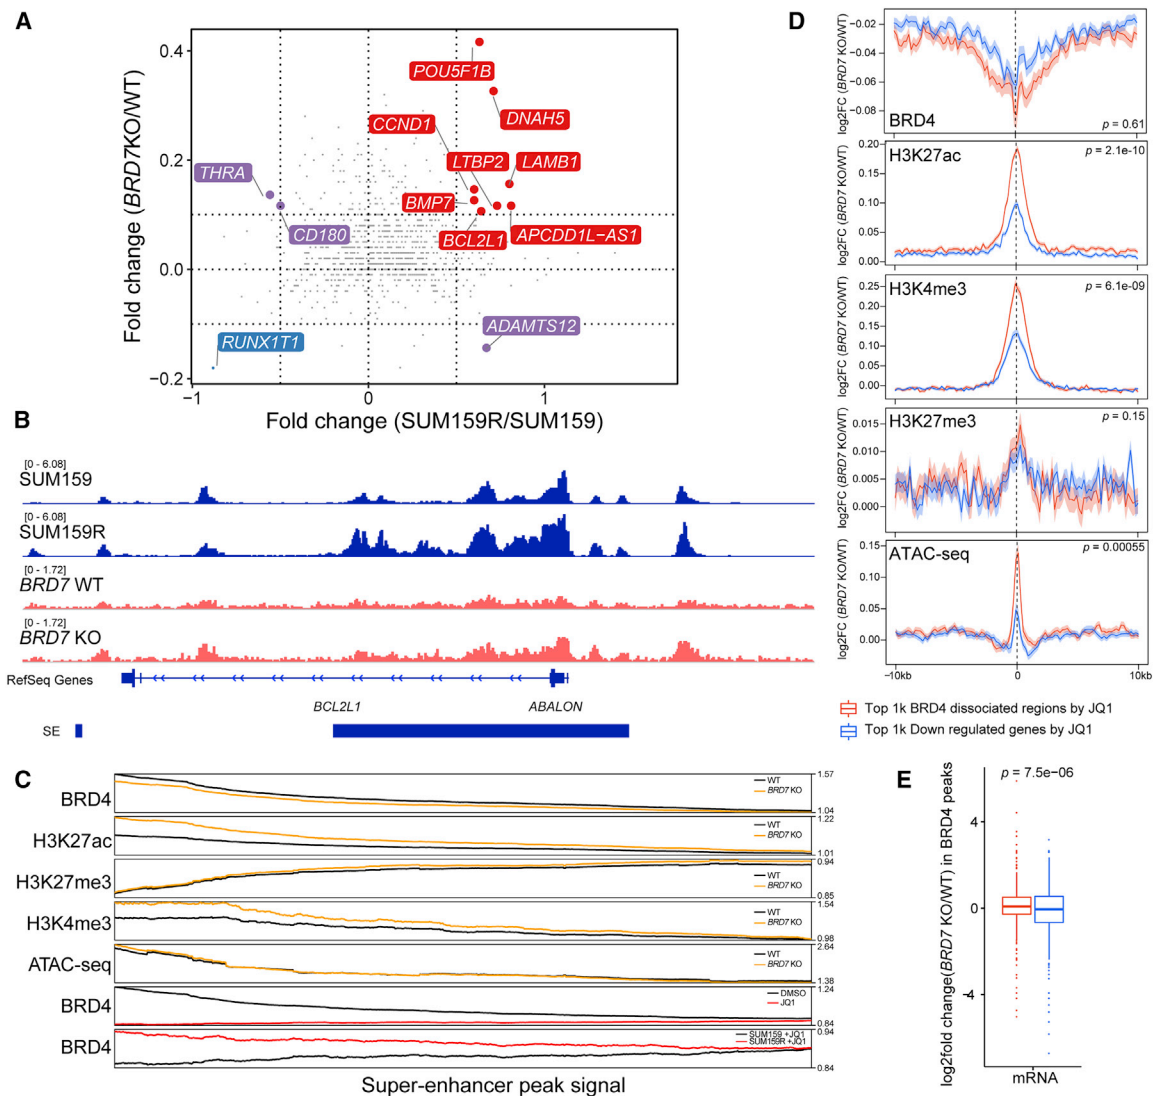 A
0.4
0.2
0.0
−0.2
Fold change (BRD7KO/WT)
POU5F1B
DNAH5
CCND1
LTBP2
LAMB1
THRA
BMP7
CD180
BCL2L1
APCDD1L−AS1
ADAMTS12
RUNX1T1
−1
0
1
Fold change (SUM159R/SUM159)
B
[0 - 6.08]
SUM159
[0 - 6.08]
SUM159R
[0 - 1.72]
BRD7 WT
[0 - 1.72]
BRD7 KO
RefSeq Genes
BCL2L1
ABALON
SE
C
BRD4
WT
BRD7 KO
1.57
1.04
H3K27ac
WT
BRD7 KO
1.22
1.01
H3K27me3
WT
BRD7 KO
0.94
0.85
H3K4me3
WT
BRD7 KO
1.54
0.98
ATAC-seq
WT
BRD7 KO
2.64
1.38
BRD4
DMSO
JQ1
1.24
0.84
BRD4
SUM159 +JQ1
SUM159R +JQ1
0.94
0.84
Super-enhancer peak signal
D
log2FC (BRD7 KO/WT)
−0.02
−0.04
−0.06
−0.08
BRD4
p = 0.61
log2FC (BRD7 KO/WT)
0.20
0.15
0.10
0.05
0.00
H3K27ac
p = 2.1e-10
log2FC (BRD7 KO/WT)
0.25
0.20
0.15
0.10
0.05
0.00
H3K4me3
p = 6.1e-09
log2FC (BRD7 KO/WT)
0.015
0.010
0.005
0.000
H3K27me3
p = 0.15
log2FC (BRD7 KO/WT)
0.15
0.10
0.05
0.00
ATAC-seq
p = 0.00055
−10kb
0
10kb
Top 1k BRD4 dissociated regions by JQ1
Top 1k Down regulated genes by JQ1
E
log2fold change(BRD7 KO/WT) in BRD4 peaks
p = 7.5e−06
4
0
−4
mRNA